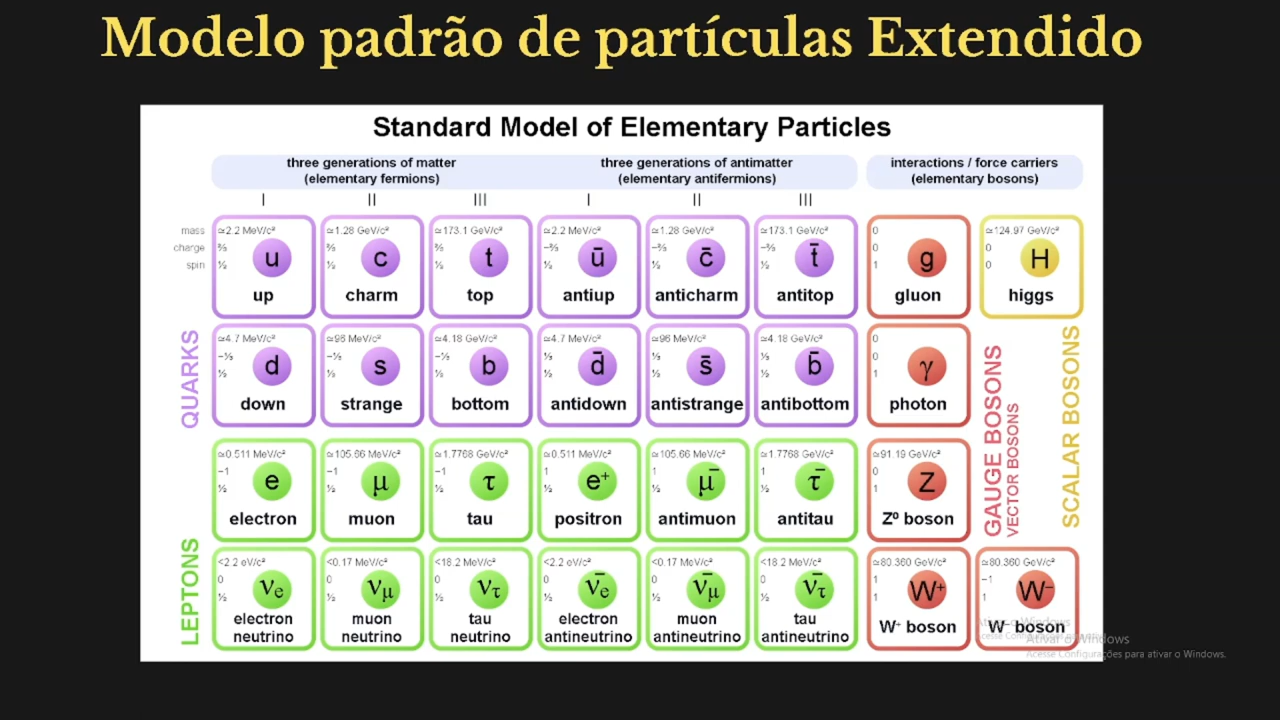 Modelo padrão de partículas Extendido
Standard Model of Elementary Particles
three generations of matter
(elementary fermions)
three generations of antimatter
(elementary antifermions)
interactions / force carriers
(elementary bosons)
I II III I II III
mass
charge
spin
≃2.2 MeV/c²
⅔
½
u
up
≃1.28 GeV/c²
⅔
½
c
charm
≃173.1 GeV/c²
⅔
½
t
top
≃2.2 MeV/c²
−⅔
½
ū
antiup
≃1.28 GeV/c²
−⅔
½
c̄
anticharm
≃173.1 GeV/c²
−⅔
½
t̄
antitop
0
0
1
g
gluon
≃124.97 GeV/c²
0
0
H
higgs
QUARKS
≃4.7 MeV/c²
−⅓
½
d
down
≃96 MeV/c²
−⅓
½
s
strange
≃4.18 GeV/c²
−⅓
½
b
bottom
≃4.7 MeV/c²
⅓
½
d̄
antidown
≃96 MeV/c²
⅓
½
s̄
antistrange
≃4.18 GeV/c²
⅓
½
b̄
antibottom
0
0
1
γ
photon
GAUGE BOSONS
VECTOR BOSONS
SCALAR BOSONS
LEPTONS
≃0.511 MeV/c²
−1
½
e
electron
≃105.66 MeV/c²
−1
½
μ
muon
≃1.7768 GeV/c²
−1
½
τ
tau
≃0.511 MeV/c²
1
½
e⁺
positron
≃105.66 MeV/c²
1
½
μ̄
antimuon
≃1.7768 GeV/c²
1
½
τ̄
antitau
≃91.19 GeV/c²
0
1
Z
Z⁰ boson
<2.2 eV/c²
0
½
νe
electron
neutrino
<0.17 MeV/c²
0
½
νμ
muon
neutrino
<18.2 MeV/c²
0
½
ντ
tau
neutrino
<2.2 eV/c²
0
½
ν̄e
electron
antineutrino
<0.17 MeV/c²
0
½
ν̄μ
muon
antineutrino
<18.2 MeV/c²
0
½
ν̄τ
tau
antineutrino
≃80.360 GeV/c²
1
1
W⁺
W⁺ boson
≃80.360 GeV/c²
−1
1
W⁻
W⁻ boson
Ativar o Windows
Acesse Configurações para ativar o Windows.